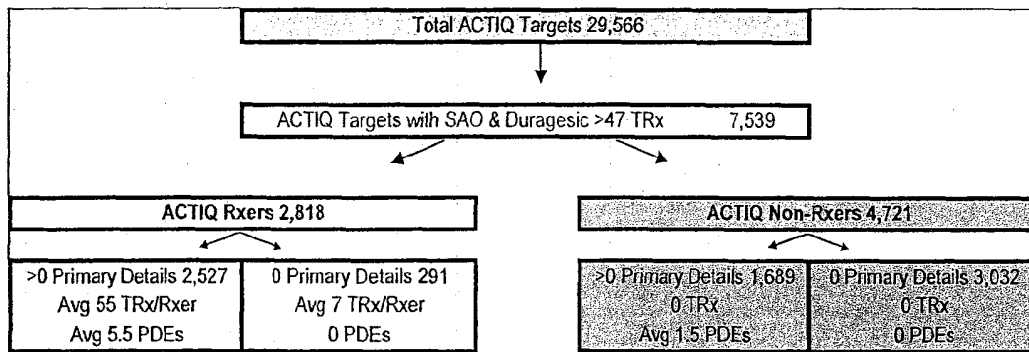 Total ACTIQ Targets 29,566
ACTIQ Targets with SAO & Duragesic >47 TRx 7,539
ACTIQ Rxers 2,818
ACTIQ Non-Rxers 4,721
>0 Primary Details 2,527
Avg 55 TRx/Rxer
Avg 5.5 PDEs
0 Primary Details 291
Avg 7 TRx/Rxer
0 PDEs
>0 Primary Details 1,689
0 TRx
Avg 1.5 PDEs
0 Primary Details 3,032
0 TRx
0 PDEs